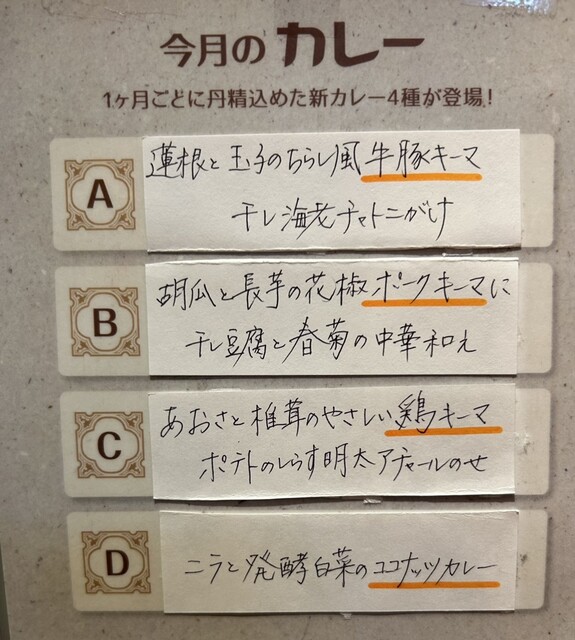 今月のカレー
1ヶ月ごとに丹精込めた新カレー4種が登場!
A
蓮根と玉子のちらし風牛豚キーマ
干し海老チャトニがけ
B
胡瓜と長芋の花椒ポークキーマに
干し豆腐と春菊の中華和え
C
あおさと椎茸のやさしい鶏キーマ
ポテトのしらす明太アチャールのせ
D
ニラと発酵白菜のココナッツカレー